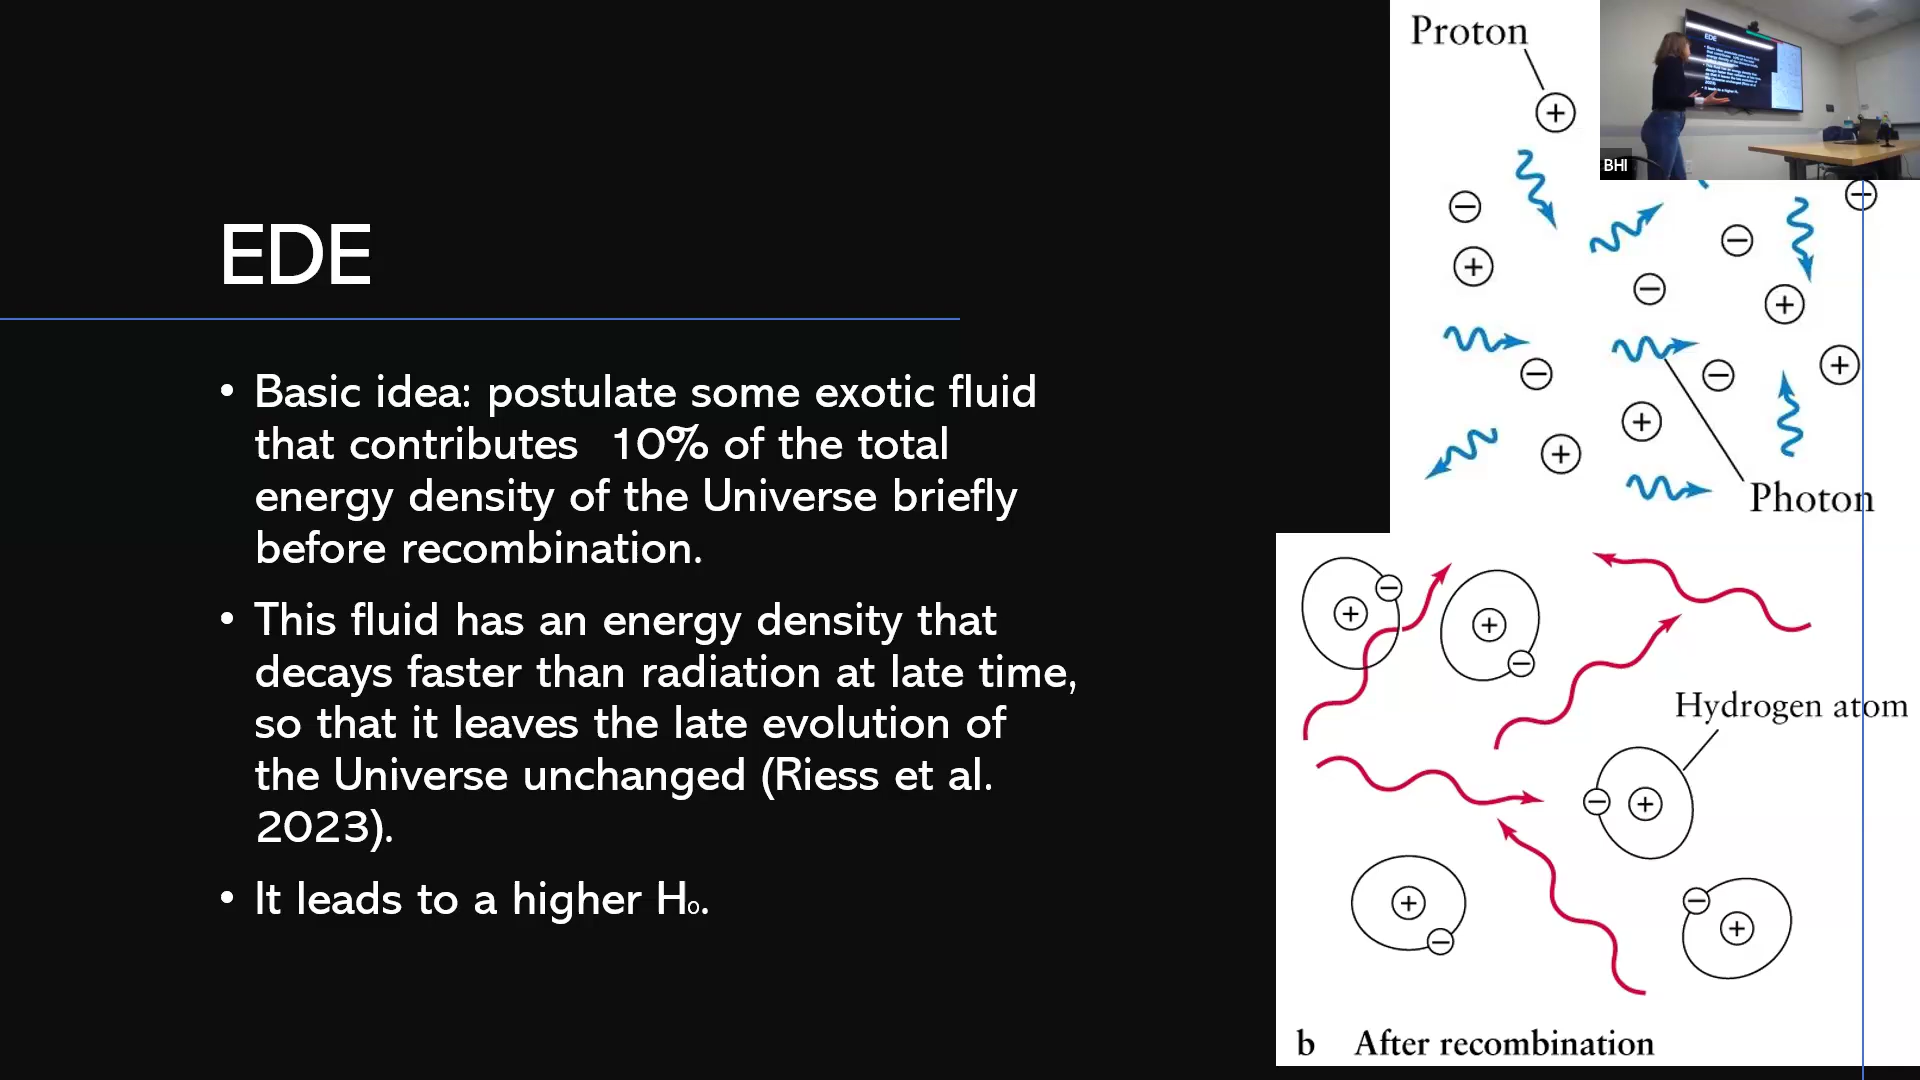 EDE
• Basic idea: postulate some exotic fluid
that contributes  10% of the total
energy density of the Universe briefly
before recombination.
• This fluid has an energy density that
decays faster than radiation at late time,
so that it leaves the late evolution of
the Universe unchanged (Riess et al.
2023).
• It leads to a higher H₀.
Proton
Photon
Hydrogen atom
b After recombination
BHI